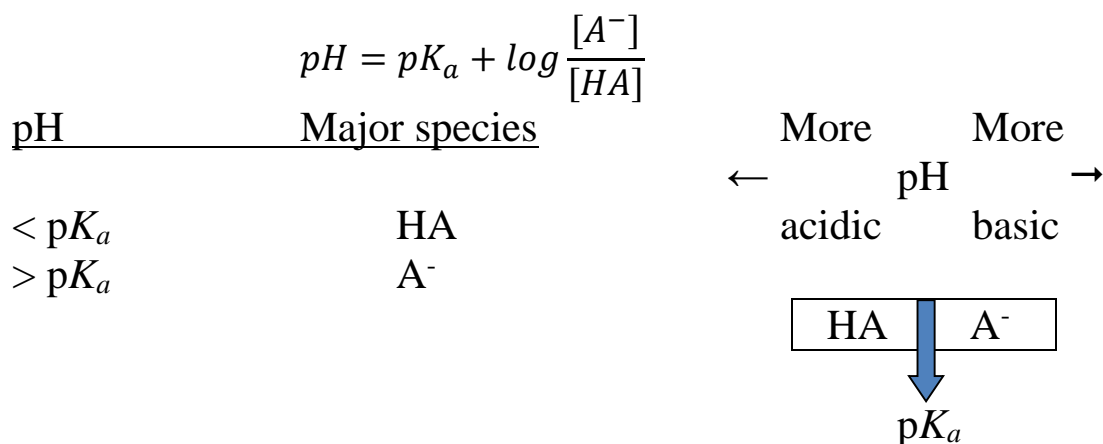 pH = pKₐ + log [A⁻]/[HA]
pH Major species
< pKₐ HA
> pKₐ A⁻
More More
← pH →
acidic basic
HA A⁻
pKₐ